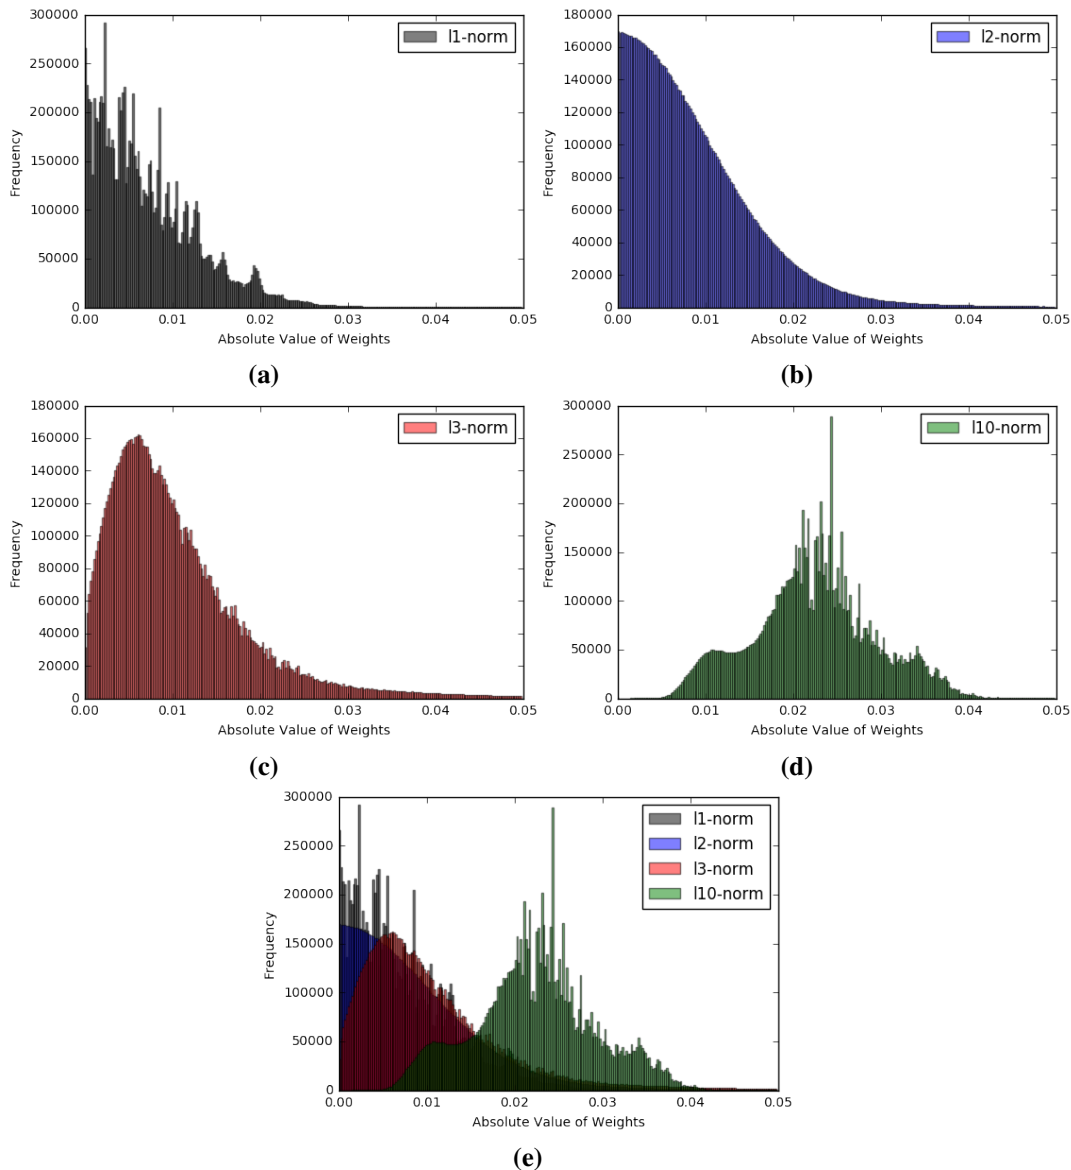 300000
250000
200000
150000
100000
50000
0
Frequency
l1-norm
0.00 0.01 0.02 0.03 0.04 0.05
Absolute Value of Weights
(a)
180000
160000
140000
120000
100000
80000
60000
40000
20000
0
Frequency
l2-norm
0.00 0.01 0.02 0.03 0.04 0.05
Absolute Value of Weights
(b)
180000
160000
140000
120000
100000
80000
60000
40000
20000
0
Frequency
l3-norm
0.00 0.01 0.02 0.03 0.04 0.05
Absolute Value of Weights
(c)
300000
250000
200000
150000
100000
50000
0
Frequency
l10-norm
0.00 0.01 0.02 0.03 0.04 0.05
Absolute Value of Weights
(d)
300000
250000
200000
150000
100000
50000
0
Frequency
l1-norm
l2-norm
l3-norm
l10-norm
0.00 0.01 0.02 0.03 0.04 0.05
Absolute Value of Weights
(e)